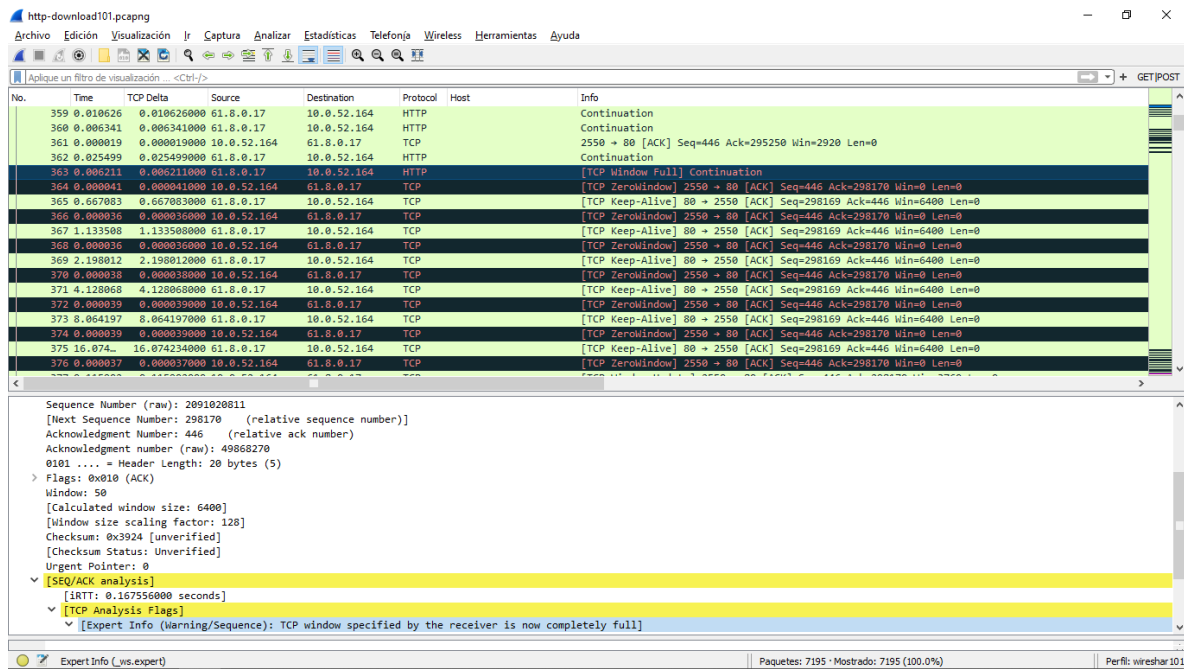 http-download101.pcapng
Archivo Edición Visualización Ir Captura Analizar Estadísticas Telefonía Wireless Herramientas Ayuda
Aplique un filtro de visualización ... <Ctrl-/> + GET|POST
No. Time TCP Delta Source Destination Protocol Host Info
359 0.010626 0.010626000 61.8.0.17 10.0.52.164 HTTP Continuation
360 0.006341 0.006341000 61.8.0.17 10.0.52.164 HTTP Continuation
361 0.000019 0.000019000 10.0.52.164 61.8.0.17 TCP 2550 → 80 [ACK] Seq=446 Ack=295250 Win=2920 Len=0
362 0.025499 0.025499000 61.8.0.17 10.0.52.164 HTTP Continuation
363 0.006211 0.006211000 61.8.0.17 10.0.52.164 HTTP [TCP Window Full] Continuation
364 0.000041 0.000041000 10.0.52.164 61.8.0.17 TCP [TCP ZeroWindow] 2550 → 80 [ACK] Seq=446 Ack=298170 Win=0 Len=0
365 0.667083 0.667083000 61.8.0.17 10.0.52.164 TCP [TCP Keep-Alive] 80 → 2550 [ACK] Seq=298169 Ack=446 Win=6400 Len=0
366 0.000036 0.000036000 10.0.52.164 61.8.0.17 TCP [TCP ZeroWindow] 2550 → 80 [ACK] Seq=446 Ack=298170 Win=0 Len=0
367 1.133508 1.133508000 61.8.0.17 10.0.52.164 TCP [TCP Keep-Alive] 80 → 2550 [ACK] Seq=298169 Ack=446 Win=6400 Len=0
368 0.000036 0.000036000 10.0.52.164 61.8.0.17 TCP [TCP ZeroWindow] 2550 → 80 [ACK] Seq=446 Ack=298170 Win=0 Len=0
369 2.198012 2.198012000 61.8.0.17 10.0.52.164 TCP [TCP Keep-Alive] 80 → 2550 [ACK] Seq=298169 Ack=446 Win=6400 Len=0
370 0.000038 0.000038000 10.0.52.164 61.8.0.17 TCP [TCP ZeroWindow] 2550 → 80 [ACK] Seq=446 Ack=298170 Win=0 Len=0
371 4.128068 4.128068000 61.8.0.17 10.0.52.164 TCP [TCP Keep-Alive] 80 → 2550 [ACK] Seq=298169 Ack=446 Win=6400 Len=0
372 0.000039 0.000039000 10.0.52.164 61.8.0.17 TCP [TCP ZeroWindow] 2550 → 80 [ACK] Seq=446 Ack=298170 Win=0 Len=0
373 8.064197 8.064197000 61.8.0.17 10.0.52.164 TCP [TCP Keep-Alive] 80 → 2550 [ACK] Seq=298169 Ack=446 Win=6400 Len=0
374 0.000039 0.000039000 10.0.52.164 61.8.0.17 TCP [TCP ZeroWindow] 2550 → 80 [ACK] Seq=446 Ack=298170 Win=0 Len=0
375 16.074… 16.074234000 61.8.0.17 10.0.52.164 TCP [TCP Keep-Alive] 80 → 2550 [ACK] Seq=298169 Ack=446 Win=6400 Len=0
376 0.000037 0.000037000 10.0.52.164 61.8.0.17 TCP [TCP ZeroWindow] 2550 → 80 [ACK] Seq=446 Ack=298170 Win=0 Len=0
Sequence Number (raw): 2091020811
[Next Sequence Number: 298170 (relative sequence number)]
Acknowledgment Number: 446 (relative ack number)
Acknowledgment number (raw): 49868270
0101 .... = Header Length: 20 bytes (5)
Flags: 0x010 (ACK)
Window: 50
[Calculated window size: 6400]
[Window size scaling factor: 128]
Checksum: 0x3924 [unverified]
[Checksum Status: Unverified]
Urgent Pointer: 0
[SEQ/ACK analysis]
[iRTT: 0.167556000 seconds]
[TCP Analysis Flags]
[Expert Info (Warning/Sequence): TCP window specified by the receiver is now completely full]
Expert Info (_ws.expert) Paquetes: 7195 · Mostrado: 7195 (100.0%) Perfil: wireshar101